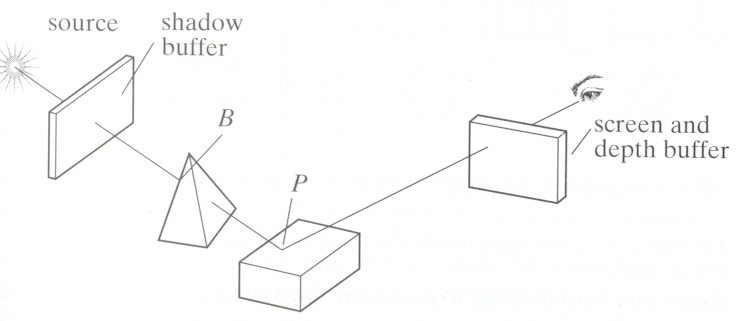 source
shadow
buffer
B
P
screen and
depth buffer